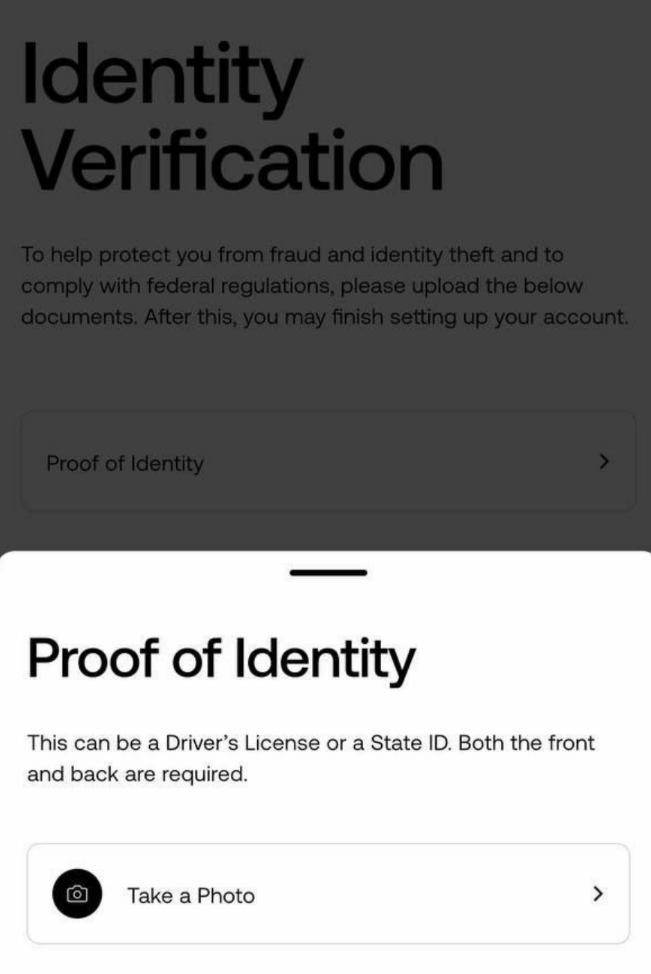 Identity
Verification
To help protect you from fraud and identity theft and to
comply with federal regulations, please upload the below
documents. After this, you may finish setting up your account.
Proof of Identity
Proof of Identity
This can be a Driver’s License or a State ID. Both the front
and back are required.
Take a Photo